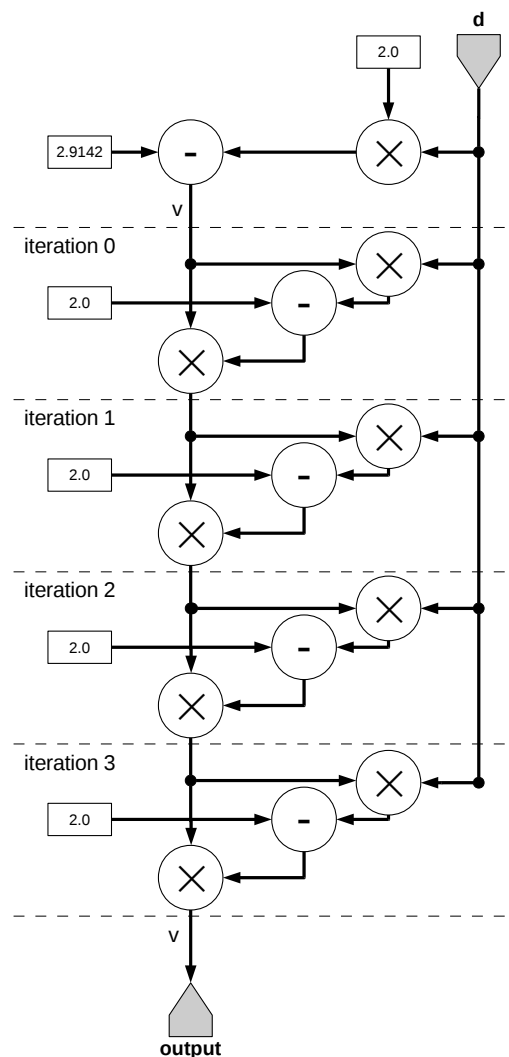 d
2.0
2.9142
-
v
iteration 0
2.0
-
iteration 1
2.0
-
iteration 2
2.0
-
iteration 3
2.0
-
v
output